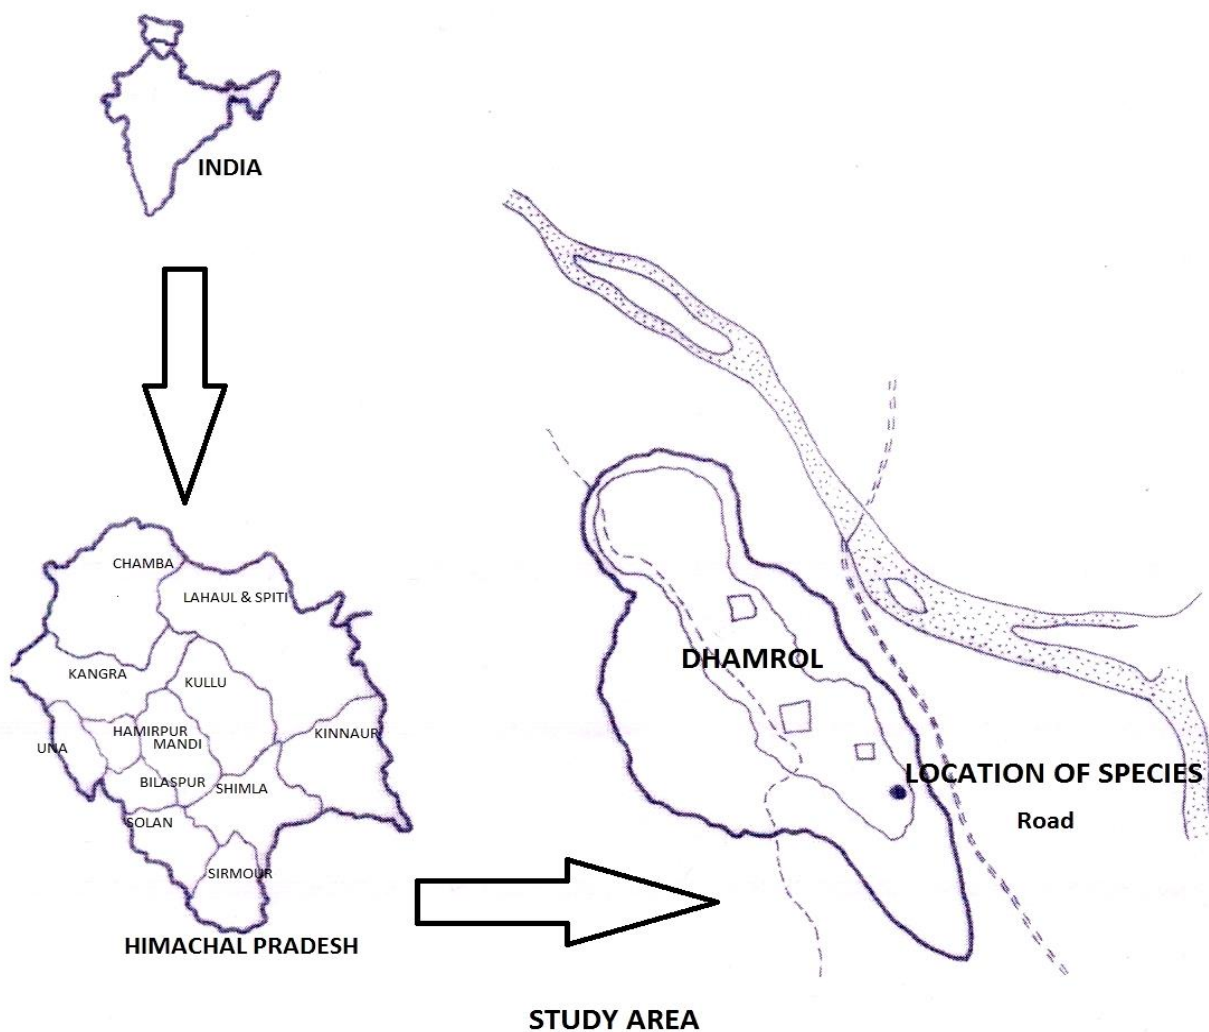 INDIA
CHAMBA
LAHAUL & SPITI
KANGRA
KULLU
HAMIRPUR
MANDI
KINNAUR
UNA
BILASPUR
SHIMLA
SOLAN
SIRMOUR
HIMACHAL PRADESH
DHAMROL
LOCATION OF SPECIES
Road
STUDY AREA